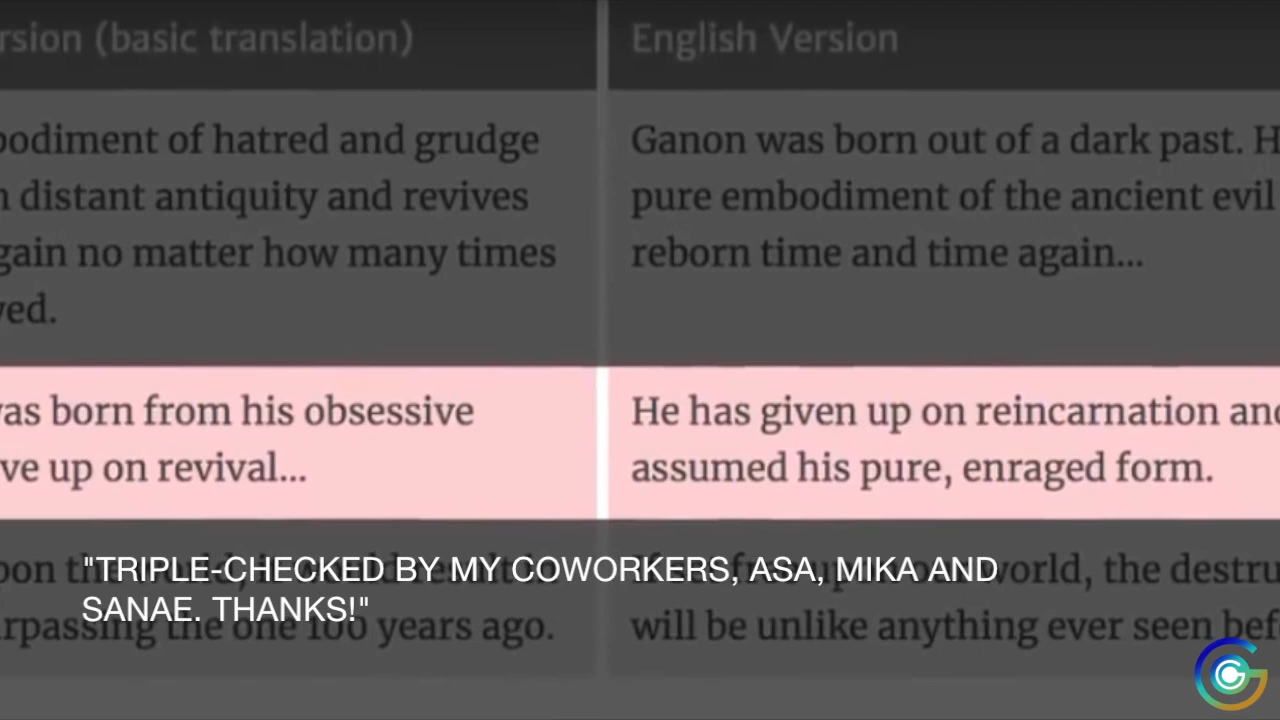 rsion (basic translation)
bodiment of hatred and grudge
n distant antiquity and revives
gain no matter how many times
ved.
as born from his obsessive
ve up on revival...
years ago.
English Version
Ganon was born out of a dark past. H
pure embodiment of the ancient evil
reborn time and time again...
He has given up on reincarnation and
assumed his pure, enraged form.
world, the destru
will be unlike anything ever seen bef
"TRIPLE-CHECKED BY MY COWORKERS, ASA, MIKA AND
SANAE. THANKS!"